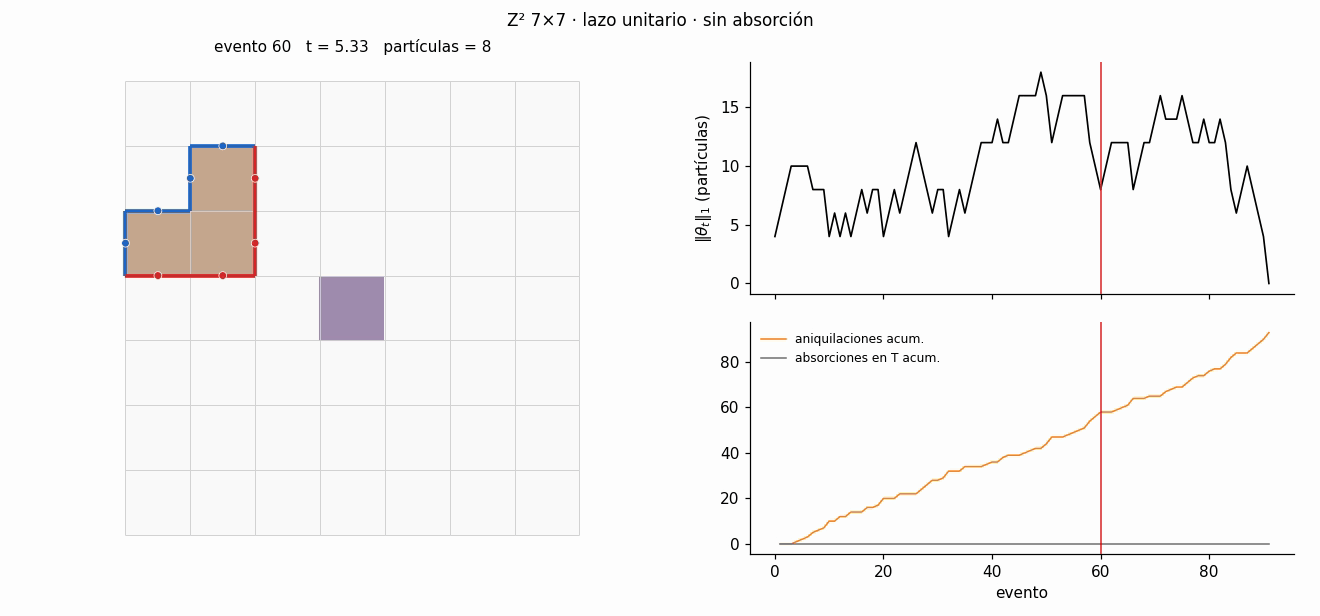 Z² 7×7 · lazo unitario · sin absorción
evento 60   t = 5.33   partículas = 8
‖θₜ‖₁ (partículas)
15
10
5
0
aniquilaciones acum.
absorciones en T acum.
80
60
40
20
0
0 20 40 60 80
evento